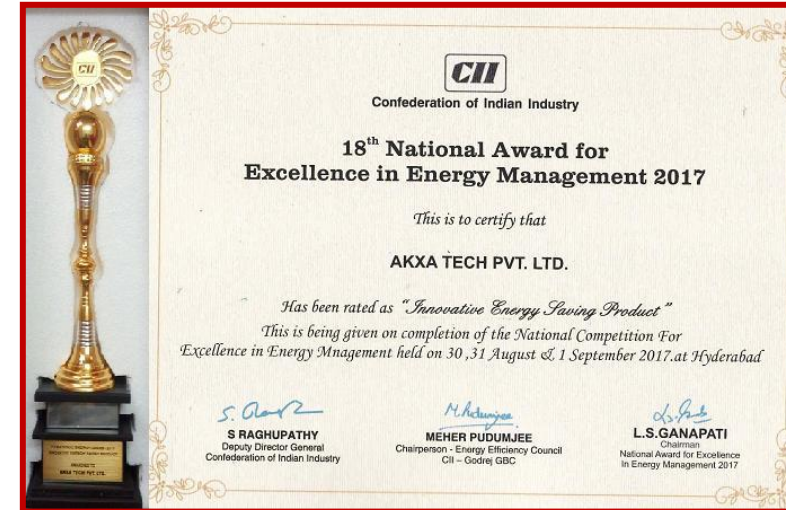 CII
CII
Confederation of Indian Industry
18th National Award for
Excellence in Energy Management 2017
This is to certify that
AKXA TECH PVT. LTD.
Has been rated as "Innovative Energy Saving Product"
This is being given on completion of the National Competition For
Excellence in Energy Mnagement held on 30 ,31 August & 1 September 2017.at Hyderabad
S RAGHUPATHY
Deputy Director General
Confederation of Indian Industry
MEHER PUDUMJEE
Chairperson - Energy Efficiency Council
CII – Godrej GBC
L.S.GANAPATI
Chairman
National Award for Excellence
In Energy Management 2017
AKXA TECH PVT. LTD.